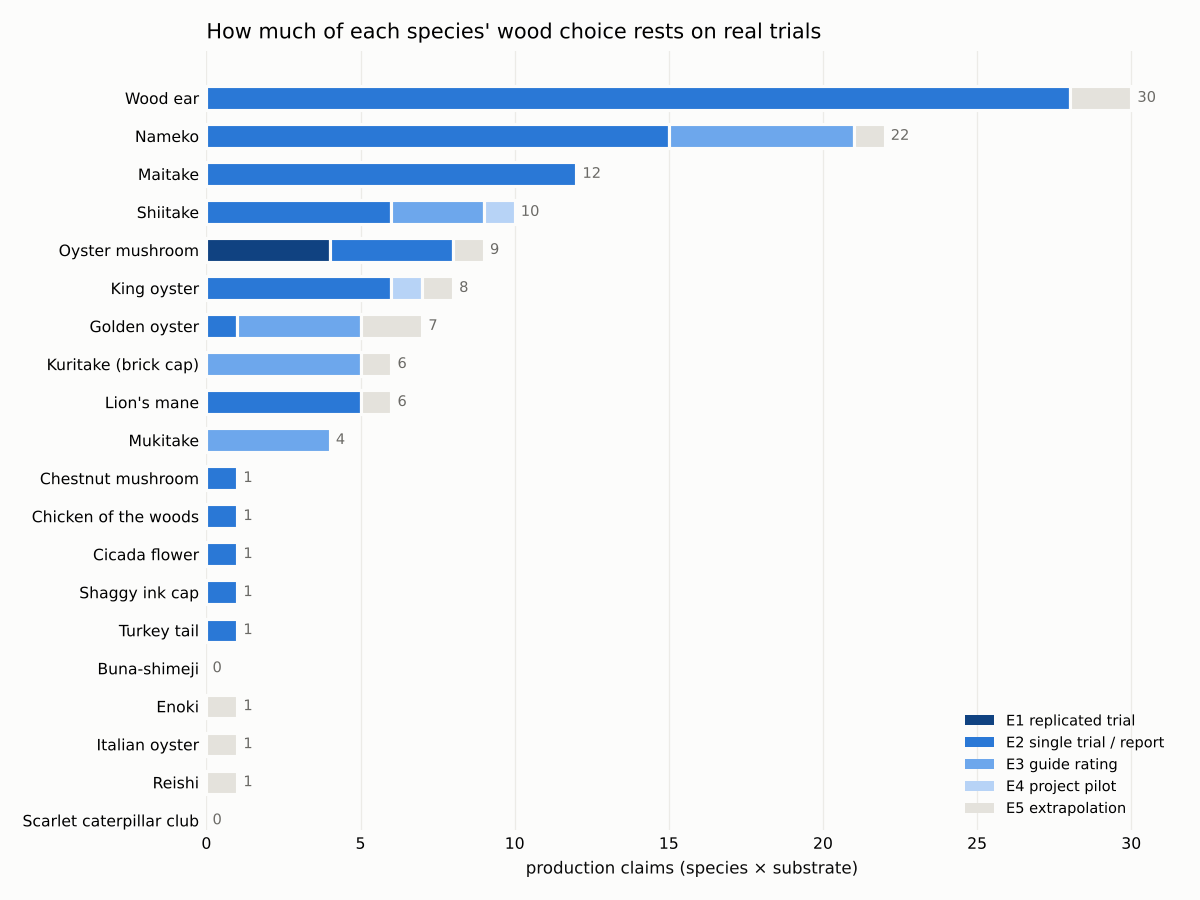 How much of each species' wood choice rests on real trials
Wood ear 30
Nameko 22
Maitake 12
Shiitake 10
Oyster mushroom 9
King oyster 8
Golden oyster 7
Kuritake (brick cap) 6
Lion's mane 6
Mukitake 4
Chestnut mushroom 1
Chicken of the woods 1
Cicada flower 1
Shaggy ink cap 1
Turkey tail 1
Buna-shimeji 0
Enoki 1
Italian oyster 1
Reishi 1
Scarlet caterpillar club 0
E1 replicated trial
E2 single trial / report
E3 guide rating
E4 project pilot
E5 extrapolation
0 5 10 15 20 25 30
production claims (species × substrate)